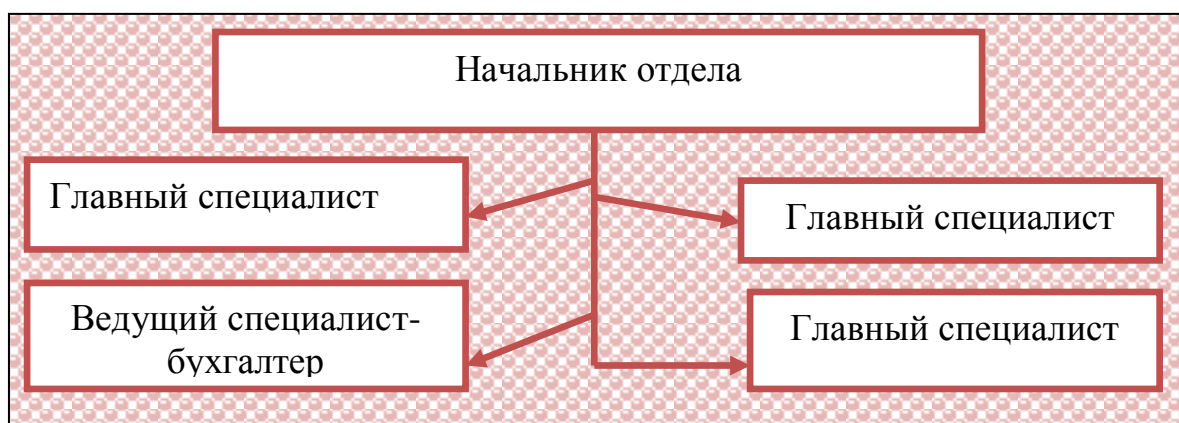 Начальник отдела
Главный специалист
Главный специалист
Ведущий специалист-
бухгалтер
Главный специалист